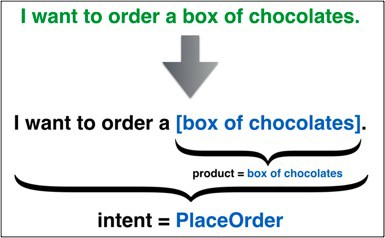 I want to order a box of chocolates.
I want to order a [box of chocolates].
product = box of chocolates
intent = PlaceOrder